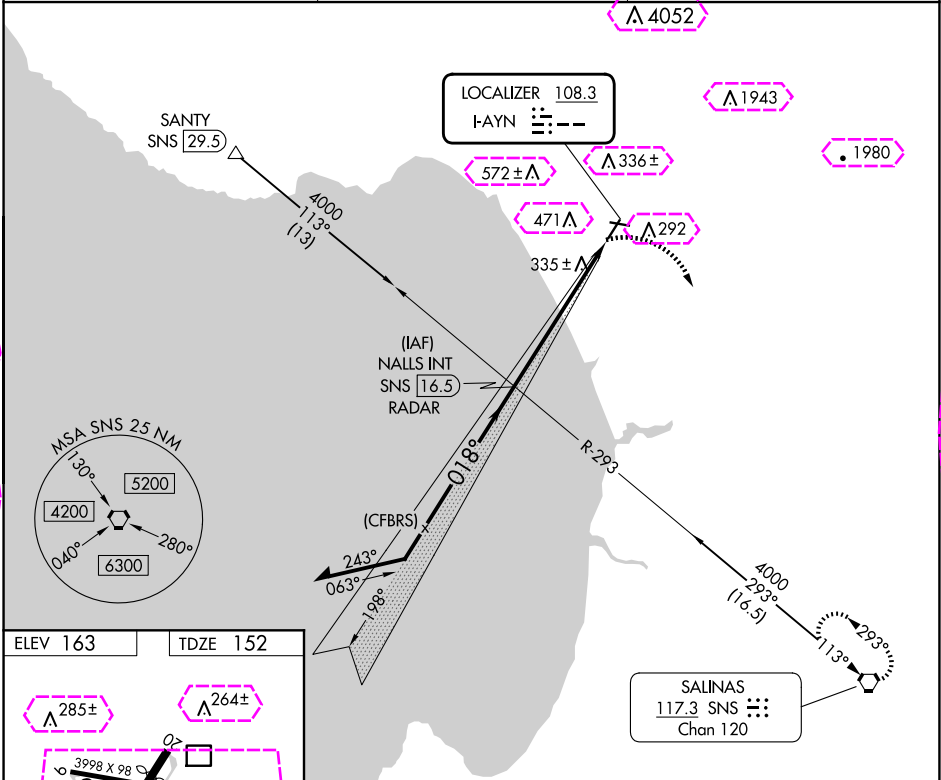 4052
1943
1980
LOCALIZER 108.3
I-AYN
SANTY
SNS 29.5
572 ±
336 ±
471
292
335 ±
4000
113°
(13)
(IAF)
NALLS INT
SNS 16.5
RADAR
018°
R-293
MSA SNS 25 NM
130°
5200
4200
040°
280°
6300
(CFBRS)
x
243°
063°
198°
4000
293°
(16.5)
113°
293°
SALINAS
117.3 SNS
Chan 120
ELEV 163
TDZE 152
285 ±
264 ±
20
3998 X 98
9